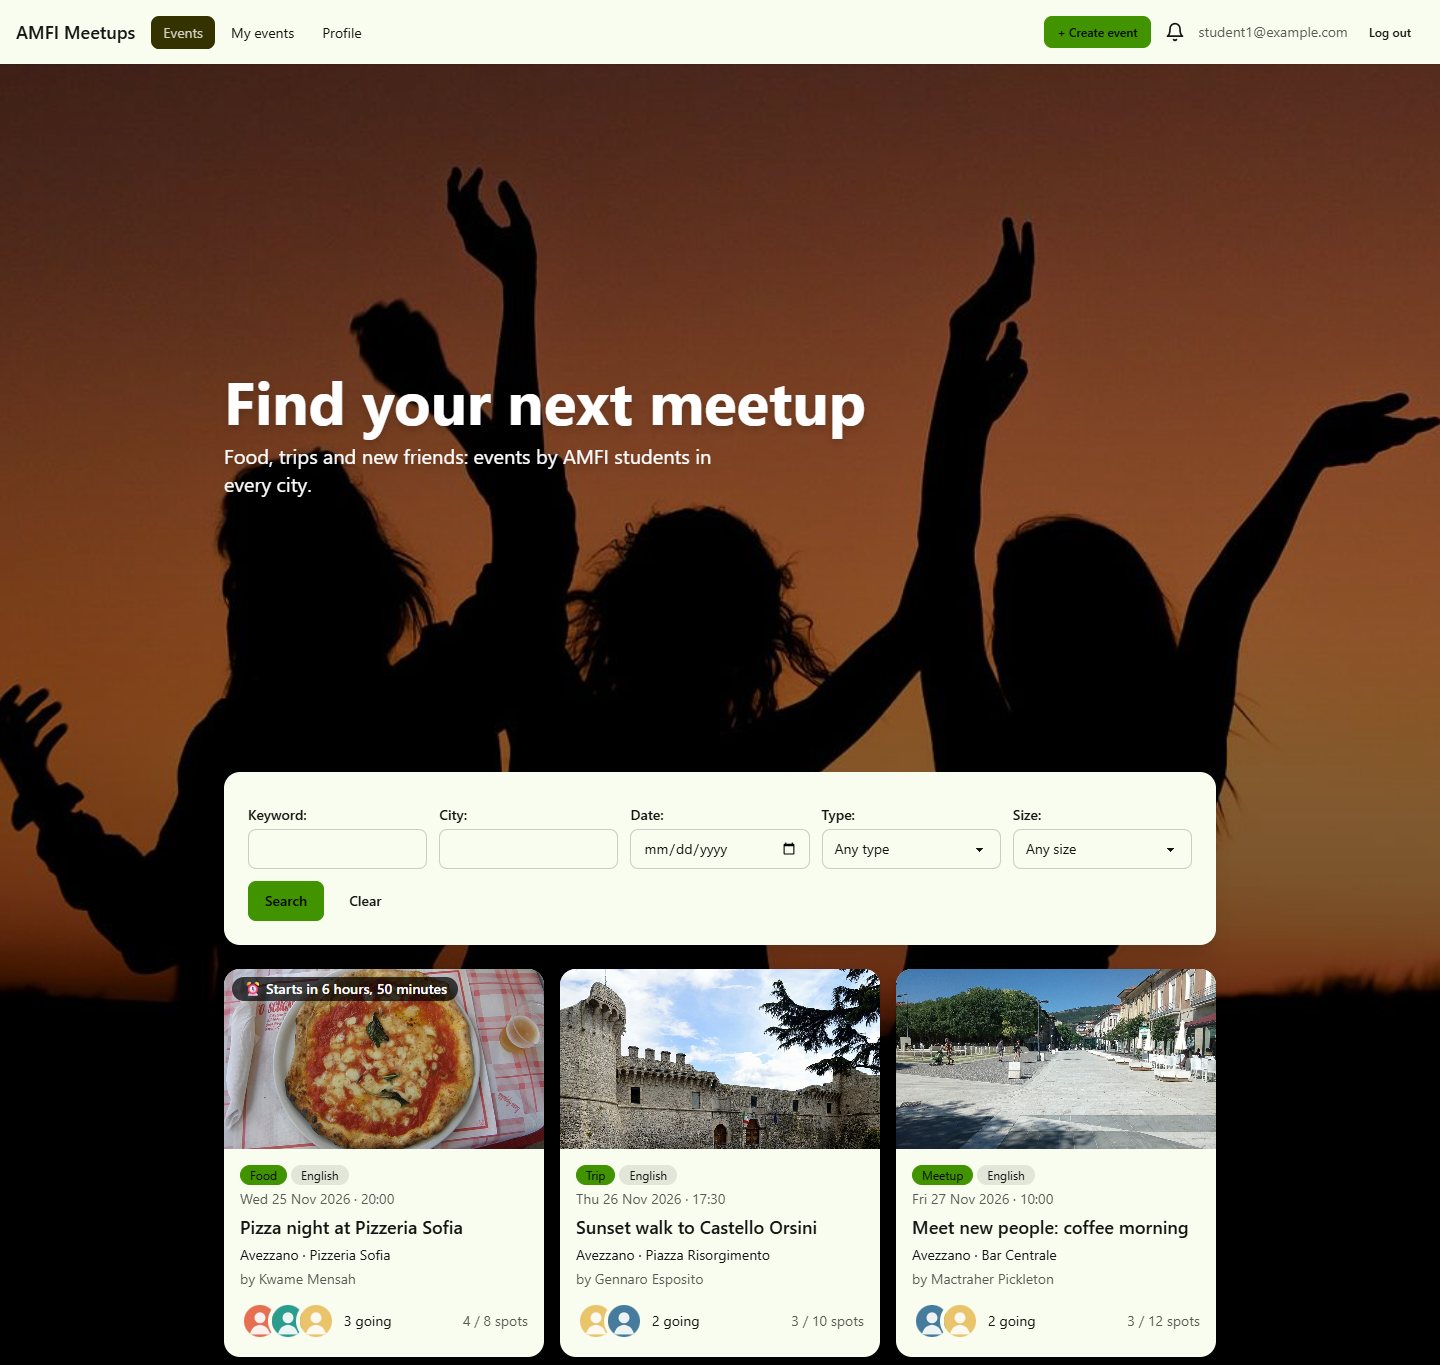 AMFI Meetups
Events
My events
Profile
+ Create event
student1@example.com
Log out
Find your next meetup
Food, trips and new friends: events by AMFI students in
every city.
Keyword:
City:
Date:
Type:
Size:
mm/dd/yyyy
Any type
Any size
Search
Clear
⏰ Starts in 6 hours, 50 minutes
Food
English
Wed 25 Nov 2026 · 20:00
Pizza night at Pizzeria Sofia
Avezzano · Pizzeria Sofia
by Kwame Mensah
3 going
4 / 8 spots
Trip
English
Thu 26 Nov 2026 · 17:30
Sunset walk to Castello Orsini
Avezzano · Piazza Risorgimento
by Gennaro Esposito
2 going
3 / 10 spots
Meetup
English
Fri 27 Nov 2026 · 10:00
Meet new people: coffee morning
Avezzano · Bar Centrale
by Mactraher Pickleton
2 going
3 / 12 spots